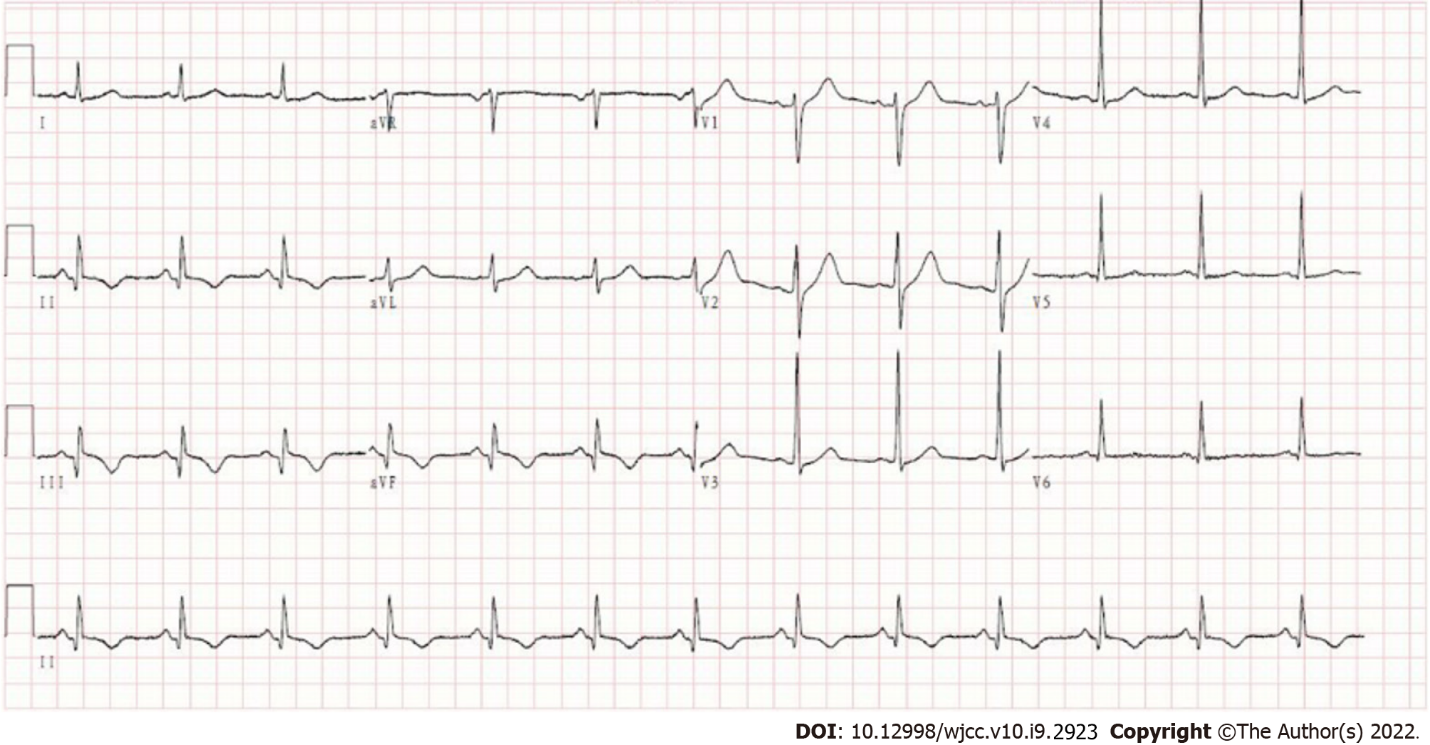 I aVR V1 V4
II aVL V2 V5
III aVF V3 V6
II
DOI: 10.12998/wjcc.v10.i9.2923 Copyright ©The Author(s) 2022.